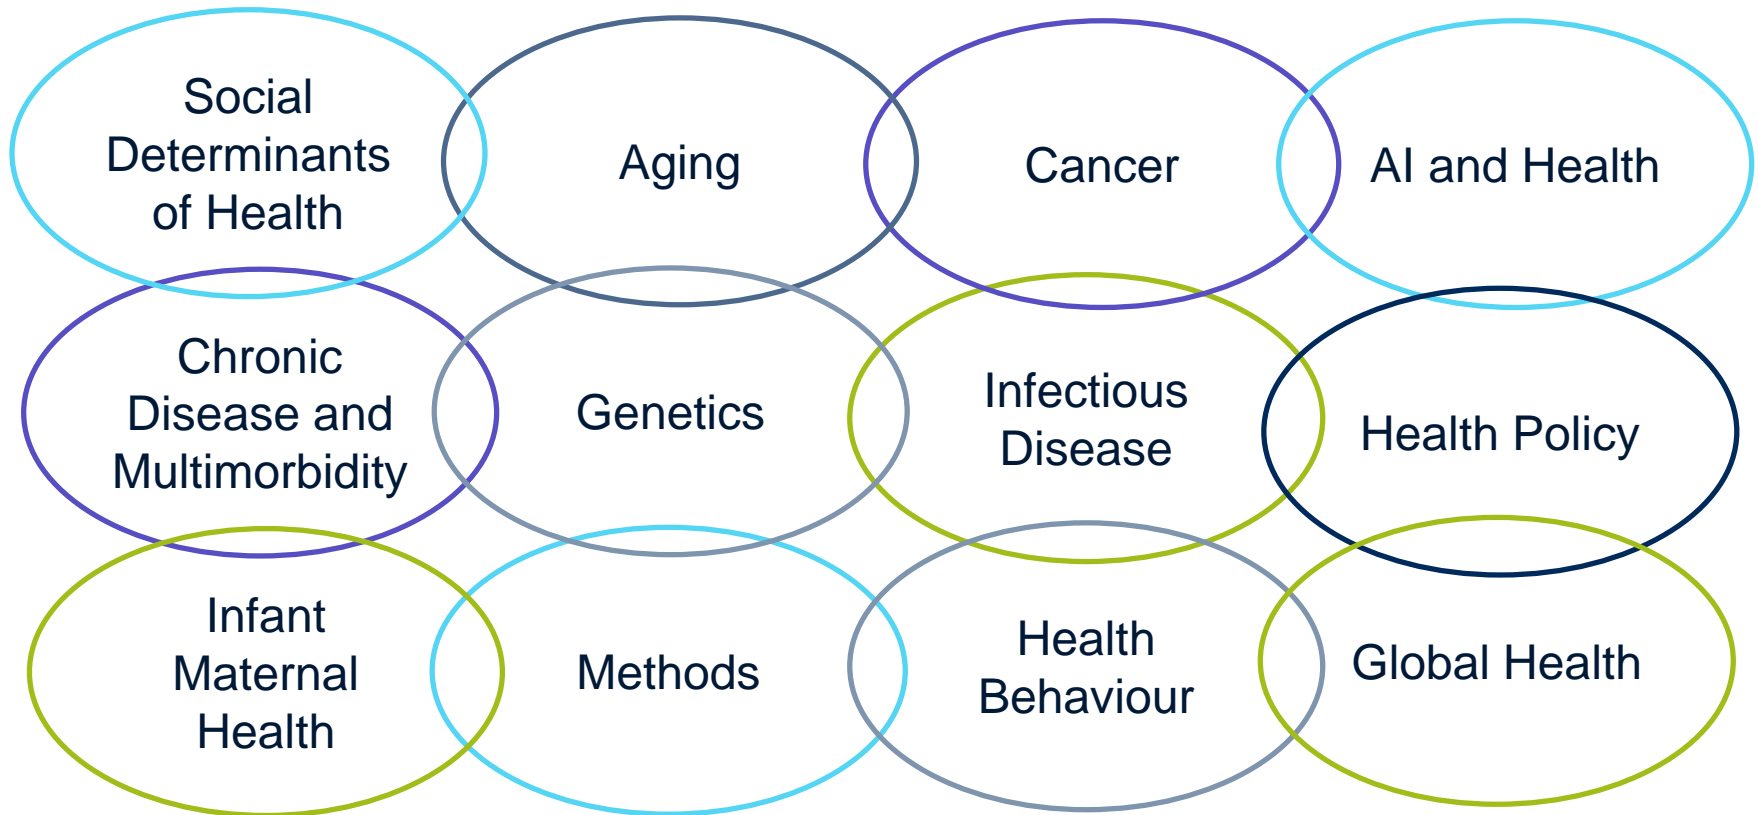 Social
Determinants
of Health
Aging
Cancer
AI and Health
Chronic
Disease and
Multimorbidity
Genetics
Infectious
Disease
Health Policy
Infant
Maternal
Health
Methods
Health
Behaviour
Global Health